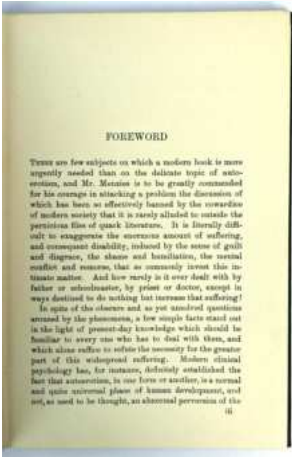 FOREWORD
THERE are few subjects on which a modern book is more
urgently needed than on the delicate topic of auto-
erotism, and Mr. Menzies is to be greatly commended
for his courage in attacking a problem the discussion of
which has been so effectively banned by the cowardice
of modern society that it is rarely alluded to outside the
pernicious files of quack literature. It is literally diffi-
cult to exaggerate the enormous amount of suffering,
and consequent disability, induced by the sense of guilt
and disgrace, the shame and humiliation, the mental
conflict and remorse, that so commonly invest this in-
timate matter. And how rarely is it ever dealt with by
father or schoolmaster, by priest or doctor, except in
ways destined to do nothing but increase that suffering!
In spite of the obscure and as yet unsolved questions
aroused by the phenomena, a few simple facts stand out
in the light of present-day knowledge which should be
familiar to every one who has to deal with them, and
which alone suffice to refute the necessity for the greater
part of this widespread suffering. Modern clinical
psychology has, for instance, definitely established the
fact that autoerotism, in one form or another, is a normal
and quite universal phase of human development, and
not, as used to be thought, an abnormal perversion of the
iii